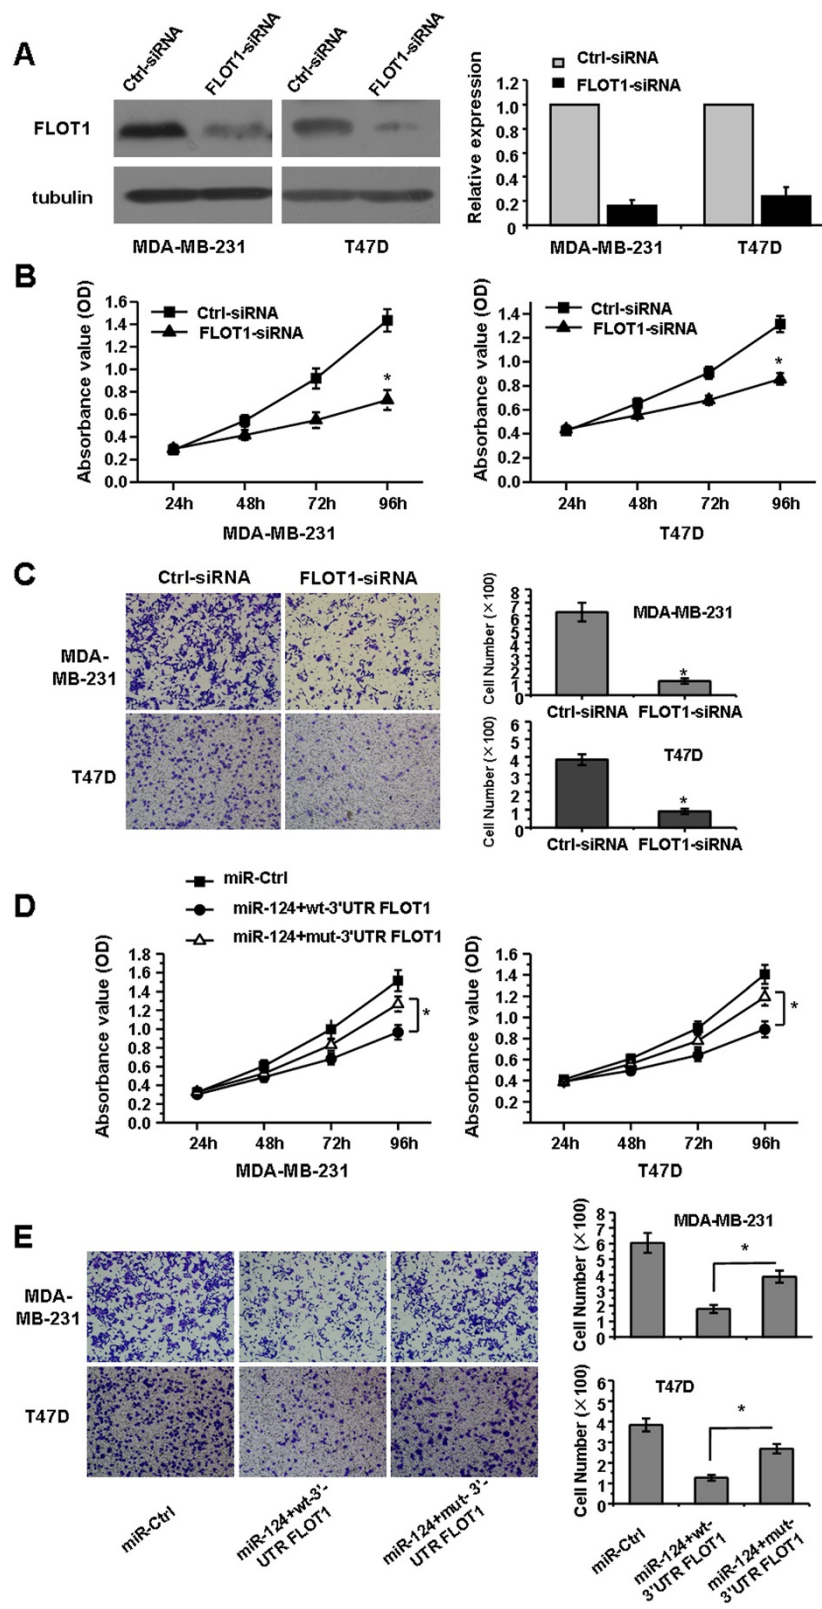 A
Ctrl-siRNA
FLOT1-siRNA
Ctrl-siRNA
FLOT1-siRNA
FLOT1
tubulin
MDA-MB-231
T47D
Ctrl-siRNA
FLOT1-siRNA
Relative expression
1.2
1.0
0.8
0.6
0.4
0.2
0
MDA-MB-231
T47D
B
Absorbance value (OD)
1.6
1.4
1.2
1.0
0.8
0.6
0.4
0.2
0.0
Ctrl-siRNA
FLOT1-siRNA
*
24h 48h 72h 96h
MDA-MB-231
Absorbance value (OD)
1.4
1.2
1.0
0.8
0.6
0.4
0.2
0.0
Ctrl-siRNA
FLOT1-siRNA
*
24h 48h 72h 96h
T47D
C
Ctrl-siRNA FLOT1-siRNA
MDA-
MB-231
T47D
Cell Number (×100)
8
7
6
5
4
3
2
1
0
MDA-MB-231
*
Ctrl-siRNA FLOT1-siRNA
Cell Number (×100)
6
5
4
3
2
1
0
T47D
*
Ctrl-siRNA FLOT1-siRNA
D
miR-Ctrl
miR-124+wt-3'UTR FLOT1
miR-124+mut-3'UTR FLOT1
Absorbance value (OD)
1.8
1.6
1.4
1.2
1.0
0.8
0.6
0.4
0.2
0.0
*
24h 48h 72h 96h
MDA-MB-231
Absorbance value (OD)
1.6
1.4
1.2
1.0
0.8
0.6
0.4
0.2
*
24h 48h 72h 96h
T47D
E
MDA-
MB-231
T47D
miR-Ctrl
miR-124+wt-3'-
UTR FLOT1
miR-124+mut- 3'-
UTR FLOT1
Cell Number (×100)
8
7
6
5
4
3
2
1
0
MDA-MB-231
*
Cell Number (×100)
6
5
4
3
2
1
0
T47D
*
miR-Ctrl
miR-124+wt-
3'UTR FLOT1
miR-124+mut-
3'UTR FLOT1